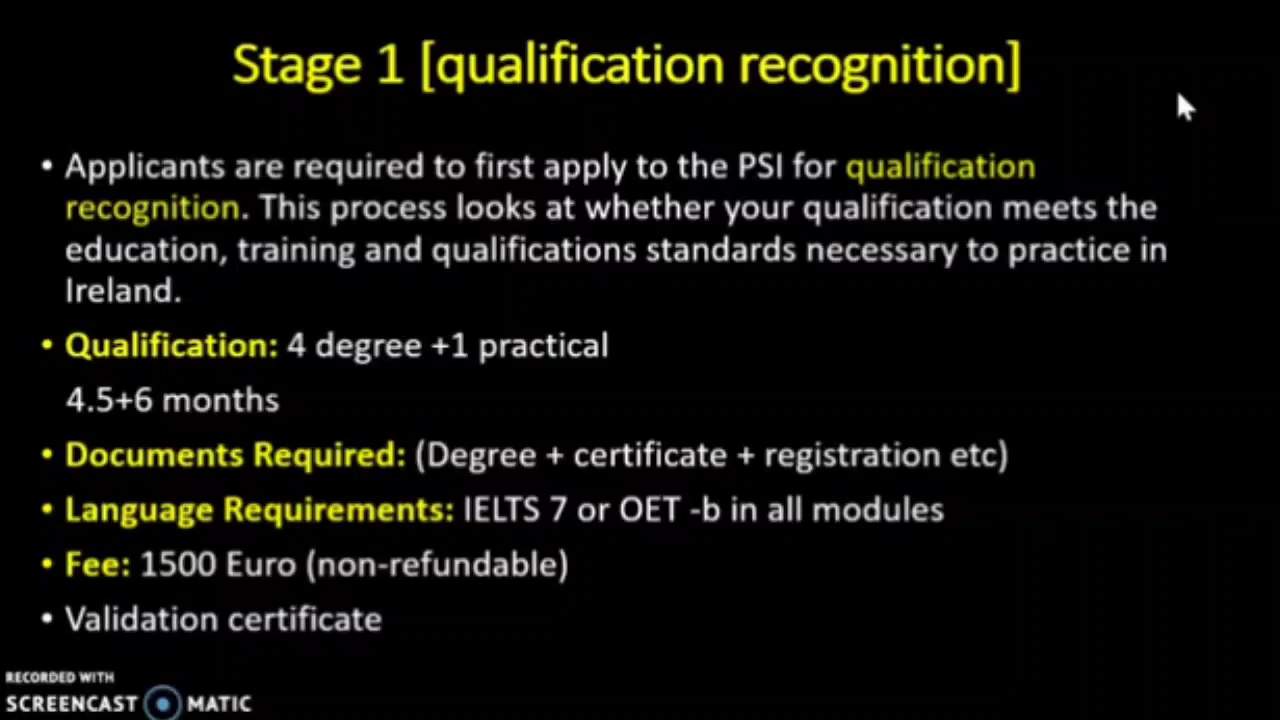 Stage 1 [qualification recognition]
• Applicants are required to first apply to the PSI for qualification
recognition. This process looks at whether your qualification meets the
education, training and qualifications standards necessary to practice in
Ireland.
• Qualification: 4 degree +1 practical
4.5+6 months
• Documents Required: (Degree + certificate + registration etc)
• Language Requirements: IELTS 7 or OET -b in all modules
• Fee: 1500 Euro (non-refundable)
• Validation certificate
RECORDED WITH
SCREENCAST MATIC